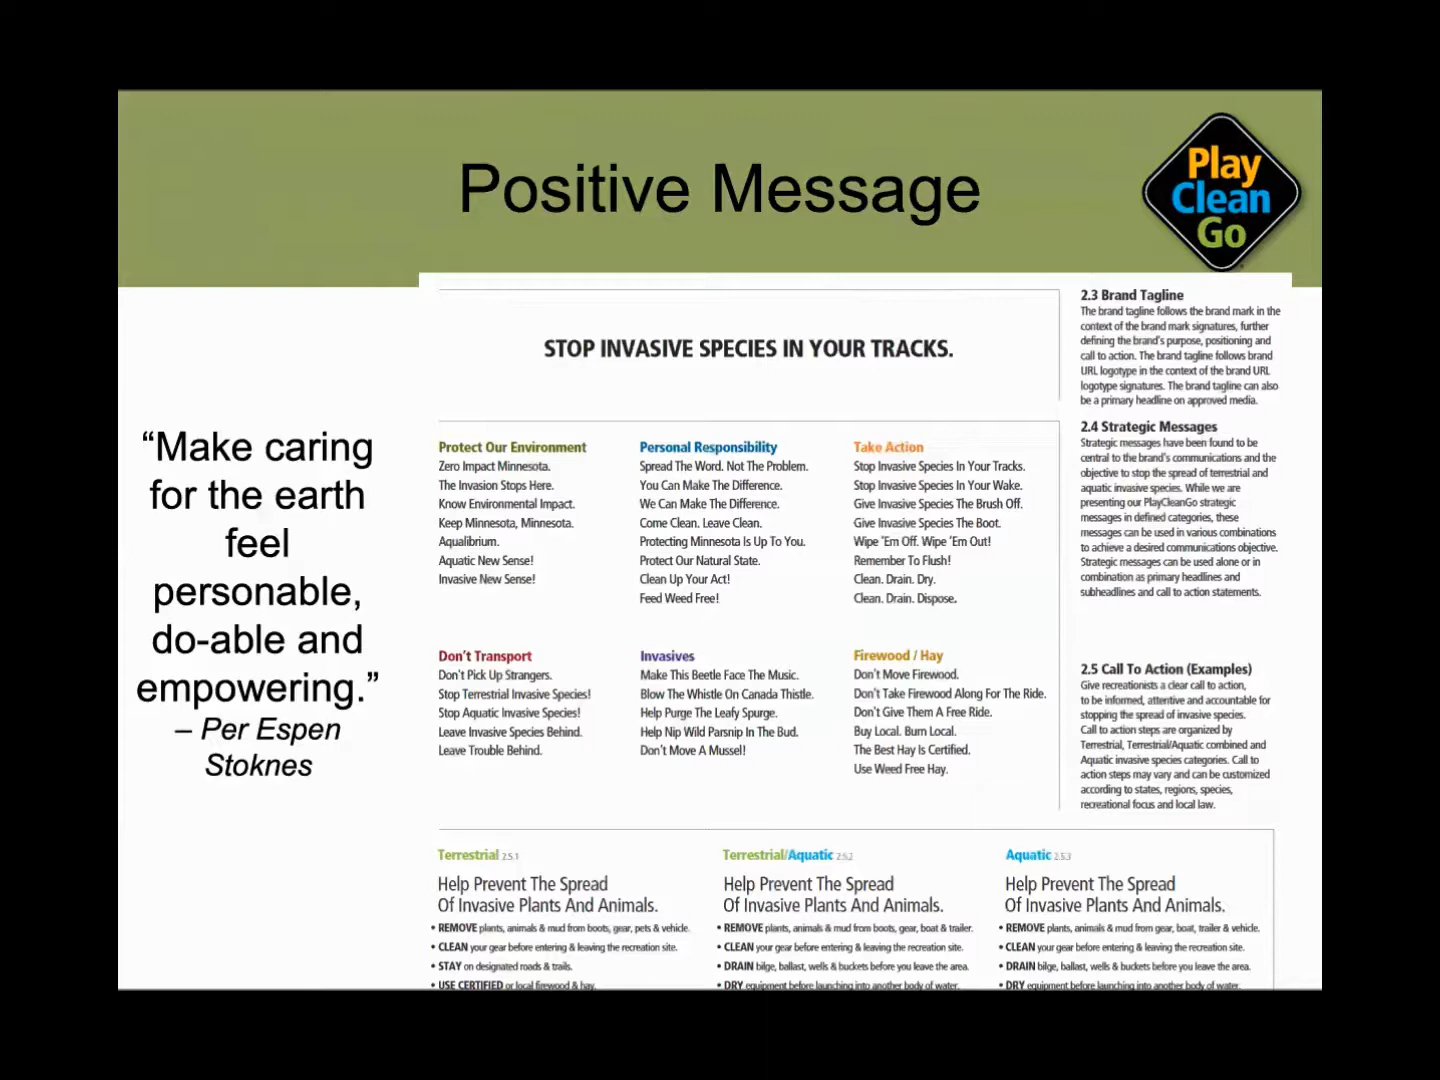 Positive Message
Play
Clean
Go
“Make caring
for the earth
feel
personable,
do-able and
empowering.”
– Per Espen
Stoknes
STOP INVASIVE SPECIES IN YOUR TRACKS.
Protect Our Environment
Zero Impact Minnesota.
The Invasion Stops Here.
Know Environmental Impact.
Keep Minnesota, Minnesota.
Aqualibrium.
Aquatic New Sense!
Invasive New Sense!
Personal Responsibility
Spread The Word. Not The Problem.
You Can Make The Difference.
We Can Make The Difference.
Come Clean. Leave Clean.
Protecting Minnesota Is Up To You.
Protect Our Natural State.
Clean Up Your Act!
Feed Weed Free!
Take Action
Stop Invasive Species In Your Tracks.
Stop Invasive Species In Your Wake.
Give Invasive Species The Brush Off.
Give Invasive Species The Boot.
Wipe 'Em Off. Wipe 'Em Out!
Remember To Flush!
Clean. Drain. Dry.
Clean. Drain. Dispose.
Don't Transport
Don't Pick Up Strangers.
Stop Terrestrial Invasive Species!
Stop Aquatic Invasive Species!
Leave Invasive Species Behind.
Leave Trouble Behind.
Invasives
Make This Beetle Face The Music.
Blow The Whistle On Canada Thistle.
Help Purge The Leafy Spurge.
Help Nip Wild Parsnip In The Bud.
Don't Move A Mussel!
Firewood / Hay
Don't Move Firewood.
Don't Take Firewood Along For The Ride.
Don't Give Them A Free Ride.
Buy Local. Burn Local.
The Best Hay Is Certified.
Use Weed Free Hay.
2.3 Brand Tagline
The brand tagline follows the brand mark in the
context of the brand mark signatures, further
defining the brand's purpose, positioning and
call to action. The brand tagline follows brand
URL logotype in the context of the brand URL
logotype signatures. The brand tagline can also
be a primary headline on approved media.
2.4 Strategic Messages
Strategic messages have been found to be
central to the brand's communications and the
objective to stop the spread of terrestrial and
aquatic invasive species. While we are
presenting our PlayCleanGo strategic
messages in defined categories, these
messages can be used in various combinations
to achieve a desired communications objective.
Strategic messages can be used alone or in
combination as primary headlines and
subheadlines and call to action statements.
2.5 Call To Action (Examples)
Give recreationists a clear call to action,
to be informed, attentive and accountable for
stopping the spread of invasive species.
Call to action steps are organized by
Terrestrial, Terrestrial/Aquatic combined and
Aquatic invasive species categories. Call to
action steps may vary and can be customized
according to states, regions, species,
recreational focus and local law.
Terrestrial 2.5.1
Help Prevent The Spread
Of Invasive Plants And Animals.
• REMOVE plants, animals & mud from boots, gear, pets & vehicle.
• CLEAN your gear before entering & leaving the recreation site.
• STAY on designated roads & trails.
• USE CERTIFIED or local firewood & hay.
Terrestrial/Aquatic 2.5.2
Help Prevent The Spread
Of Invasive Plants And Animals.
• REMOVE plants, animals & mud from boots, gear, boat & trailer.
• CLEAN your gear before entering & leaving the recreation site.
• DRAIN bilge, ballast, wells & buckets before you leave the area.
• DRY equipment before launching into another body of water.
Aquatic 2.5.3
Help Prevent The Spread
Of Invasive Plants And Animals.
• REMOVE plants, animals & mud from gear, boat, trailer & vehicle.
• CLEAN your gear before entering & leaving the recreation site.
• DRAIN bilge, ballast, wells & buckets before you leave the area.
• DRY equipment before launching into another body of water.